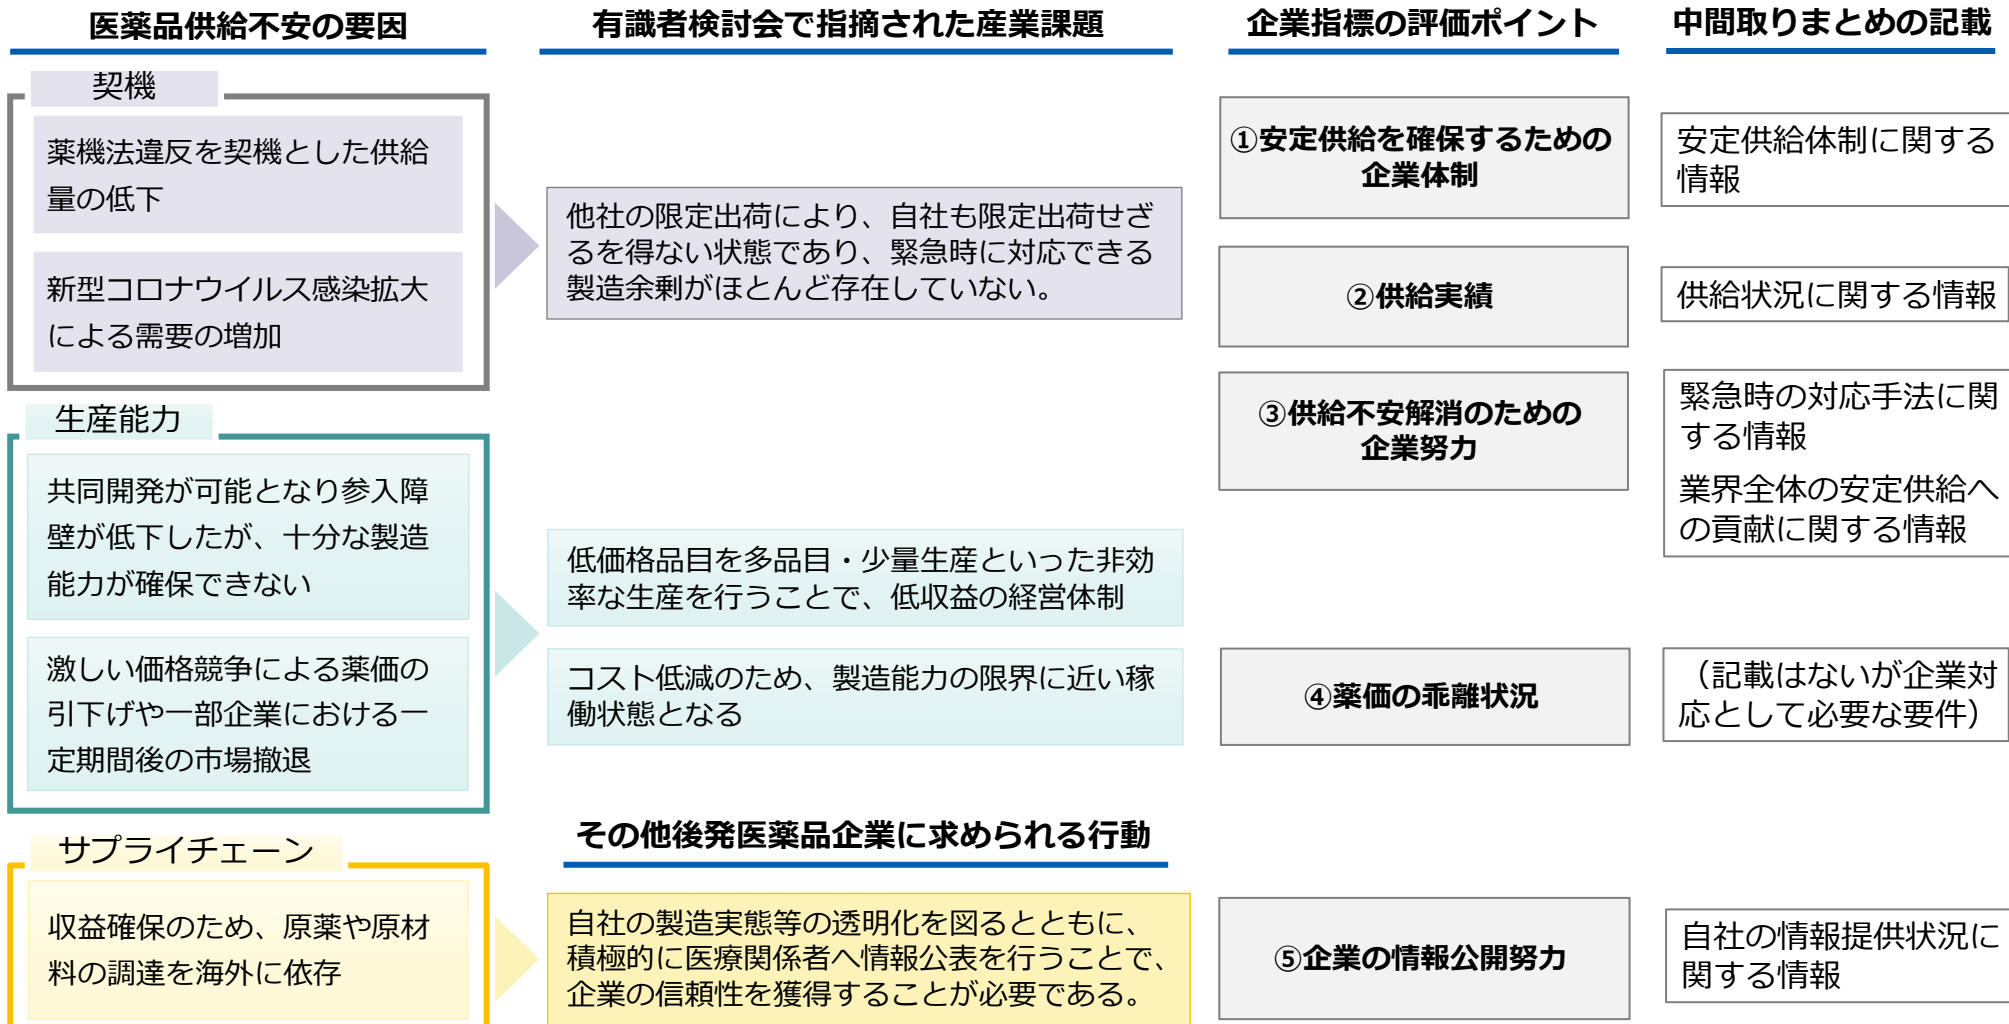 医薬品供給不安の要因
有識者検討会で指摘された産業課題
企業指標の評価ポイント
中間取りまとめの記載
契機
薬機法違反を契機とした供給
量の低下
新型コロナウイルス感染拡大
による需要の増加
他社の限定出荷により、自社も限定出荷せざ
るを得ない状態であり、緊急時に対応できる
製造余剰がほとんど存在していない。
①安定供給を確保するための
企業体制
安定供給体制に関する
情報
②供給実績
供給状況に関する情報
③供給不安解消のための
企業努力
緊急時の対応手法に関
する情報
業界全体の安定供給へ
の貢献に関する情報
生産能力
共同開発が可能となり参入障
壁が低下したが、十分な製造
能力が確保できない
激しい価格競争による薬価の
引下げや一部企業における一
定期間後の市場撤退
低価格品目を多品目・少量生産といった非効
率な生産を行うことで、低収益の経営体制
コスト低減のため、製造能力の限界に近い稼
働状態となる
④薬価の乖離状況
（記載はないが企業対
応として必要な要件）
サプライチェーン
収益確保のため、原薬や原材
料の調達を海外に依存
その他後発医薬品企業に求められる行動
自社の製造実態等の透明化を図るとともに、
積極的に医療関係者へ情報公表を行うことで、
企業の信頼性を獲得することが必要である。
⑤企業の情報公開努力
自社の情報提供状況に
関する情報